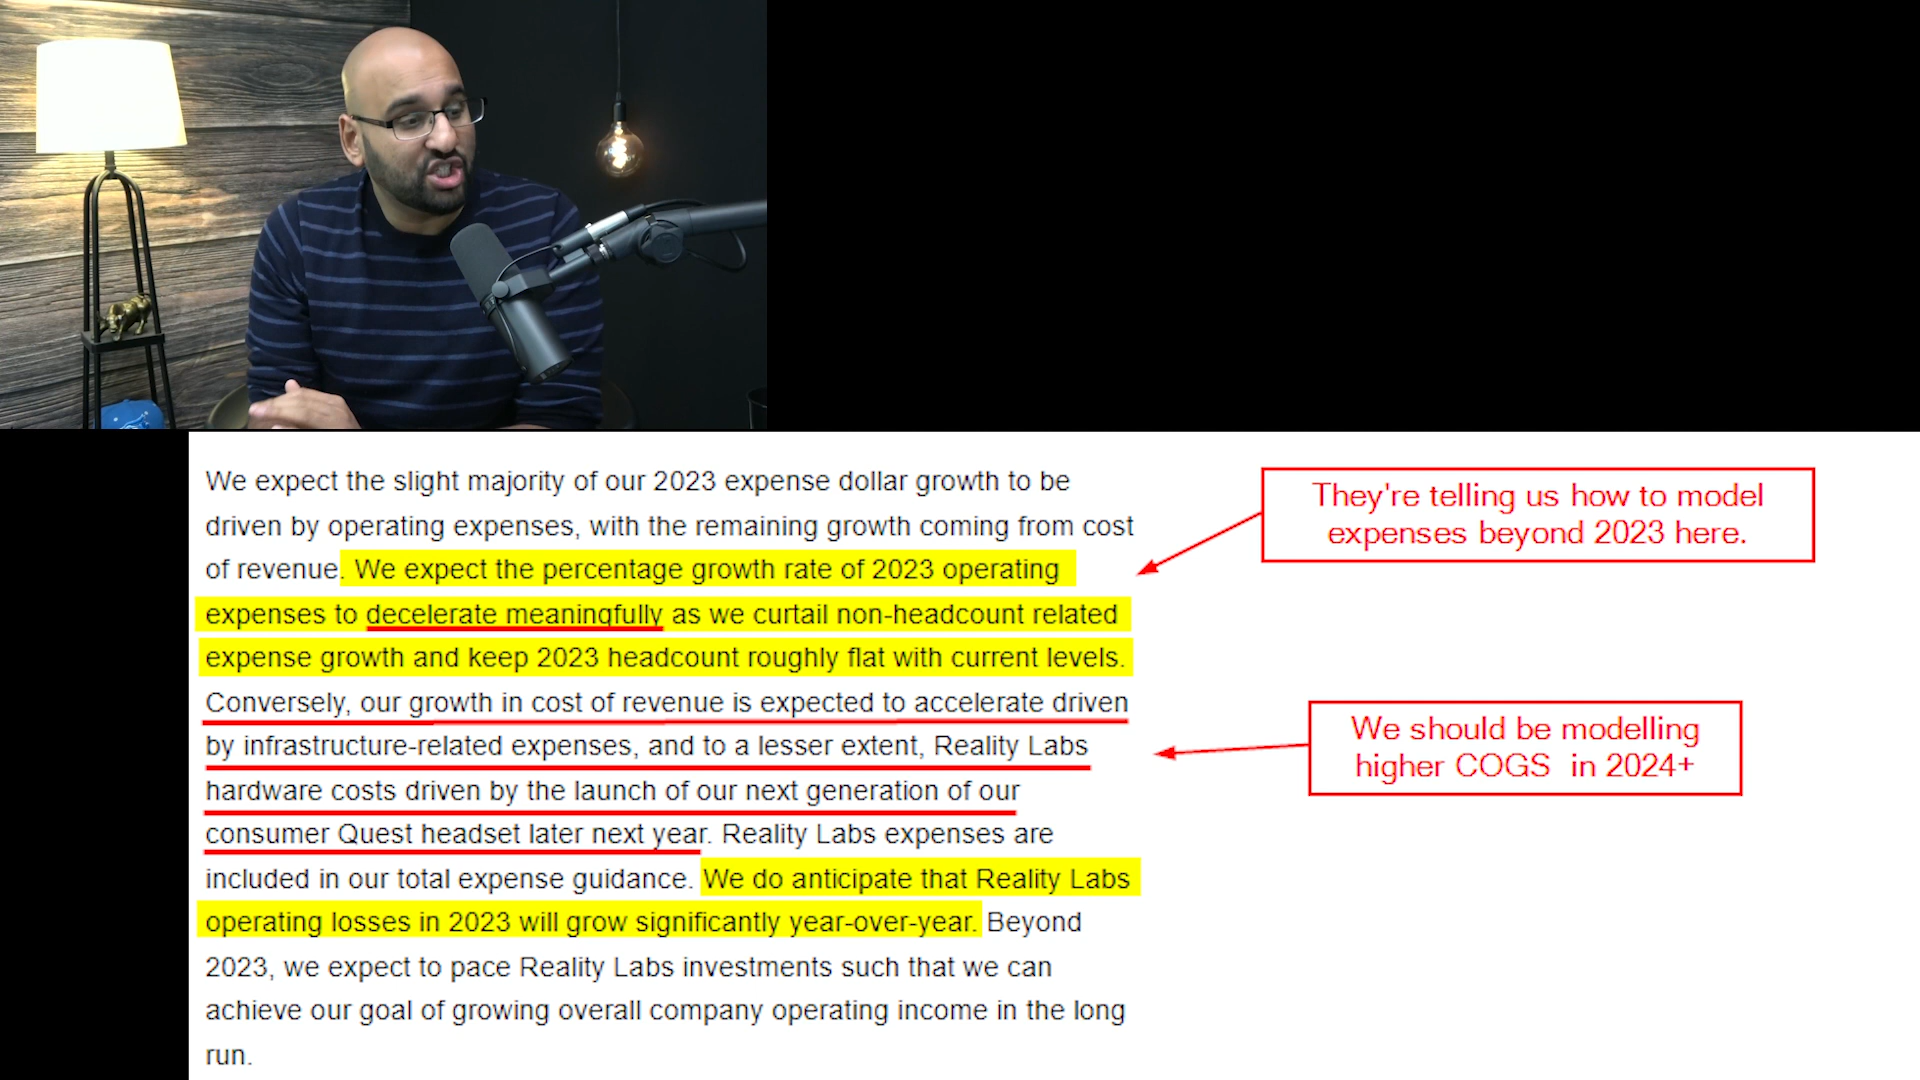 We expect the slight majority of our 2023 expense dollar growth to be
driven by operating expenses, with the remaining growth coming from cost
of revenue. We expect the percentage growth rate of 2023 operating
expenses to decelerate meaningfully as we curtail non-headcount related
expense growth and keep 2023 headcount roughly flat with current levels.
Conversely, our growth in cost of revenue is expected to accelerate driven
by infrastructure-related expenses, and to a lesser extent, Reality Labs
hardware costs driven by the launch of our next generation of our
consumer Quest headset later next year. Reality Labs expenses are
included in our total expense guidance. We do anticipate that Reality Labs
operating losses in 2023 will grow significantly year-over-year. Beyond
2023, we expect to pace Reality Labs investments such that we can
achieve our goal of growing overall company operating income in the long
run.
They're telling us how to model
expenses beyond 2023 here.
We should be modelling
higher COGS in 2024+